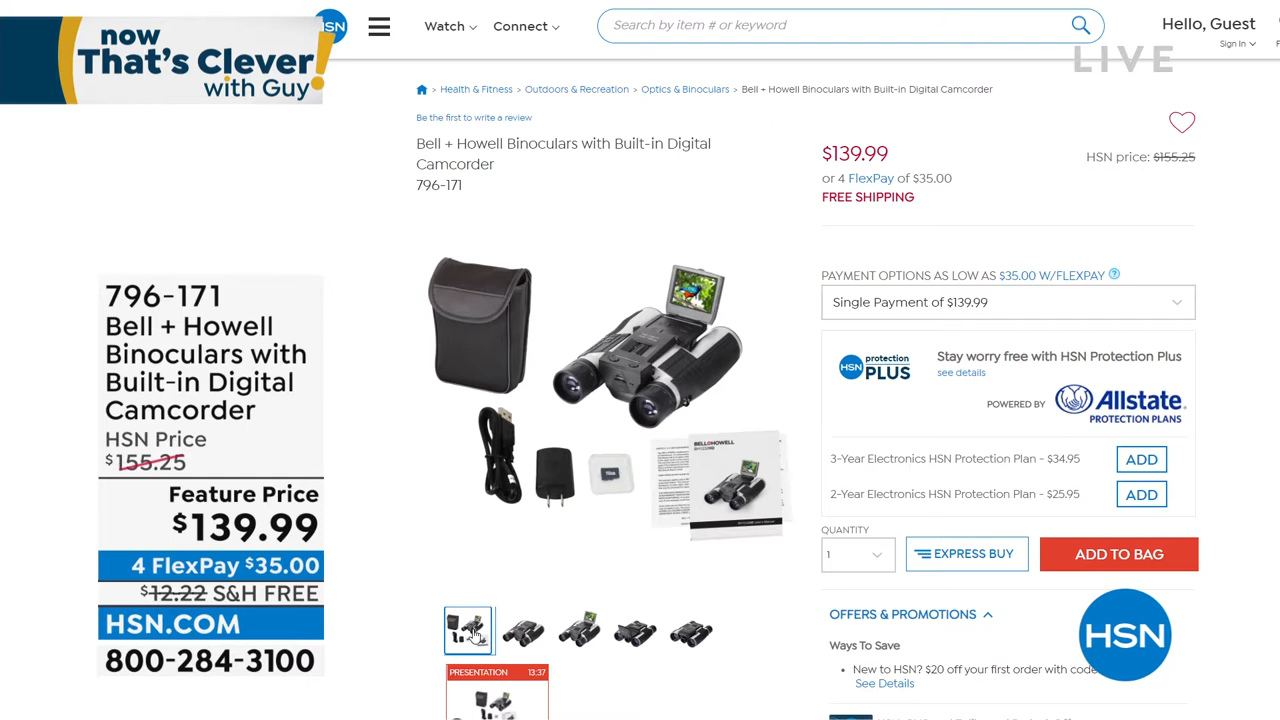 now
That's Clever!
with Guy
HSN
Watch
Connect
Search by item # or keyword
Hello, Guest
Sign In
LIVE
Health & Fitness > Outdoors & Recreation > Optics & Binoculars > Bell + Howell Binoculars with Built-in Digital Camcorder
Be the first to write a review
Bell + Howell Binoculars with Built-in Digital
Camcorder
796-171
$139.99
HSN price: $155.25
or 4 FlexPay of $35.00
FREE SHIPPING
PAYMENT OPTIONS AS LOW AS $35.00 W/FLEXPAY ?
Single Payment of $139.99
HSN protection PLUS
Stay worry free with HSN Protection Plus
see details
POWERED BY Allstate
PROTECTION PLANS
3-Year Electronics HSN Protection Plan - $34.95 ADD
2-Year Electronics HSN Protection Plan - $25.95 ADD
QUANTITY
1
EXPRESS BUY
ADD TO BAG
OFFERS & PROMOTIONS
Ways To Save
New to HSN? $20 off your first order with code
See Details
HSN
796-171
Bell + Howell
Binoculars with
Built-in Digital
Camcorder
HSN Price
$155.25
Feature Price
$139.99
4 FlexPay $35.00
$12.22 S&H FREE
HSN.COM
800-284-3100
BELL+HOWELL
PRESENTATION 13:37